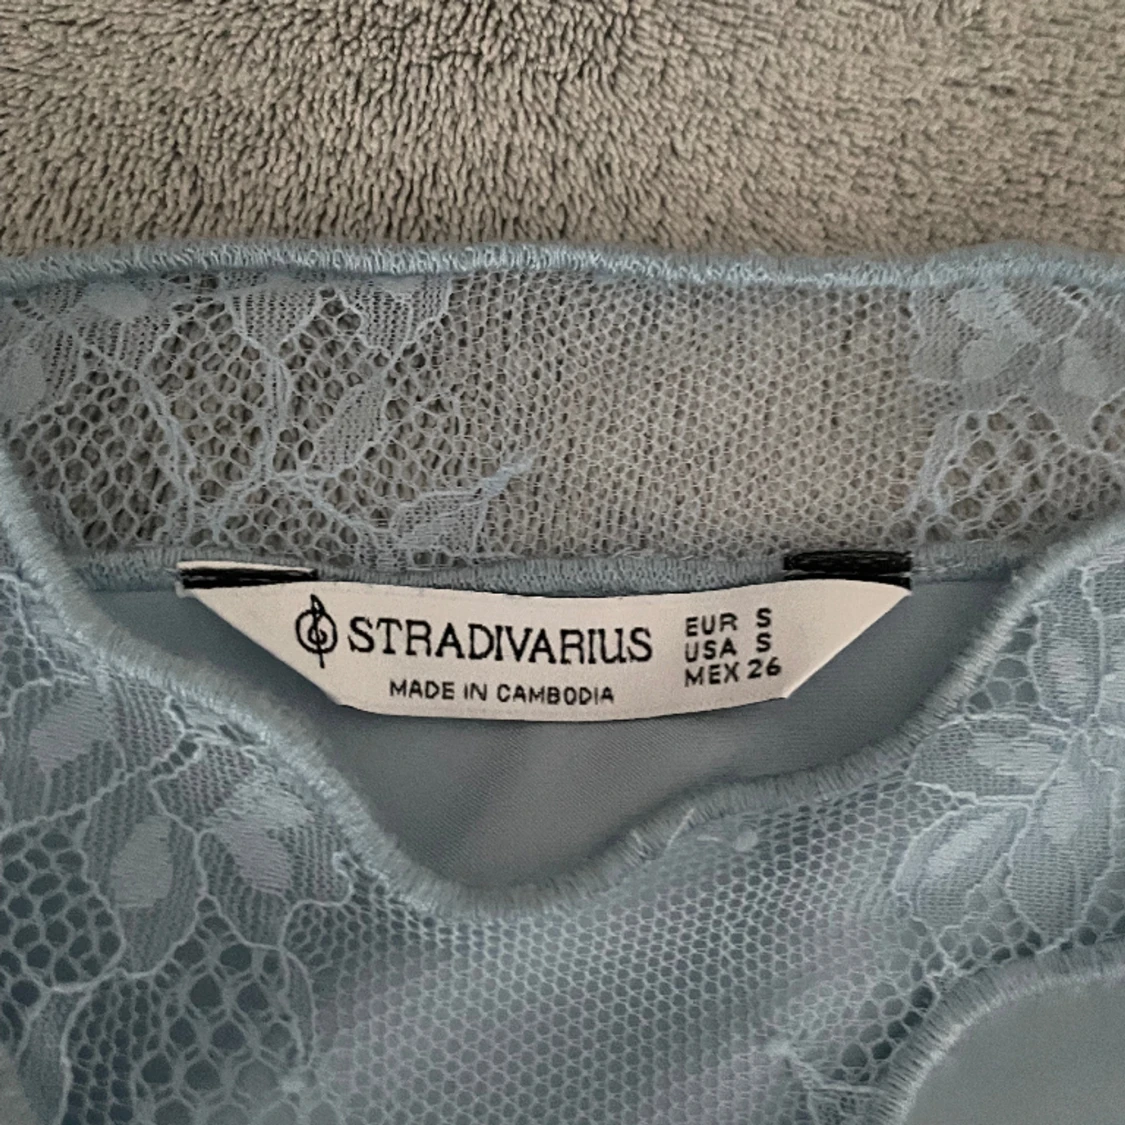 STRADIVARIUS
MADE IN CAMBODIA
EUR S
USA S
MEX 26